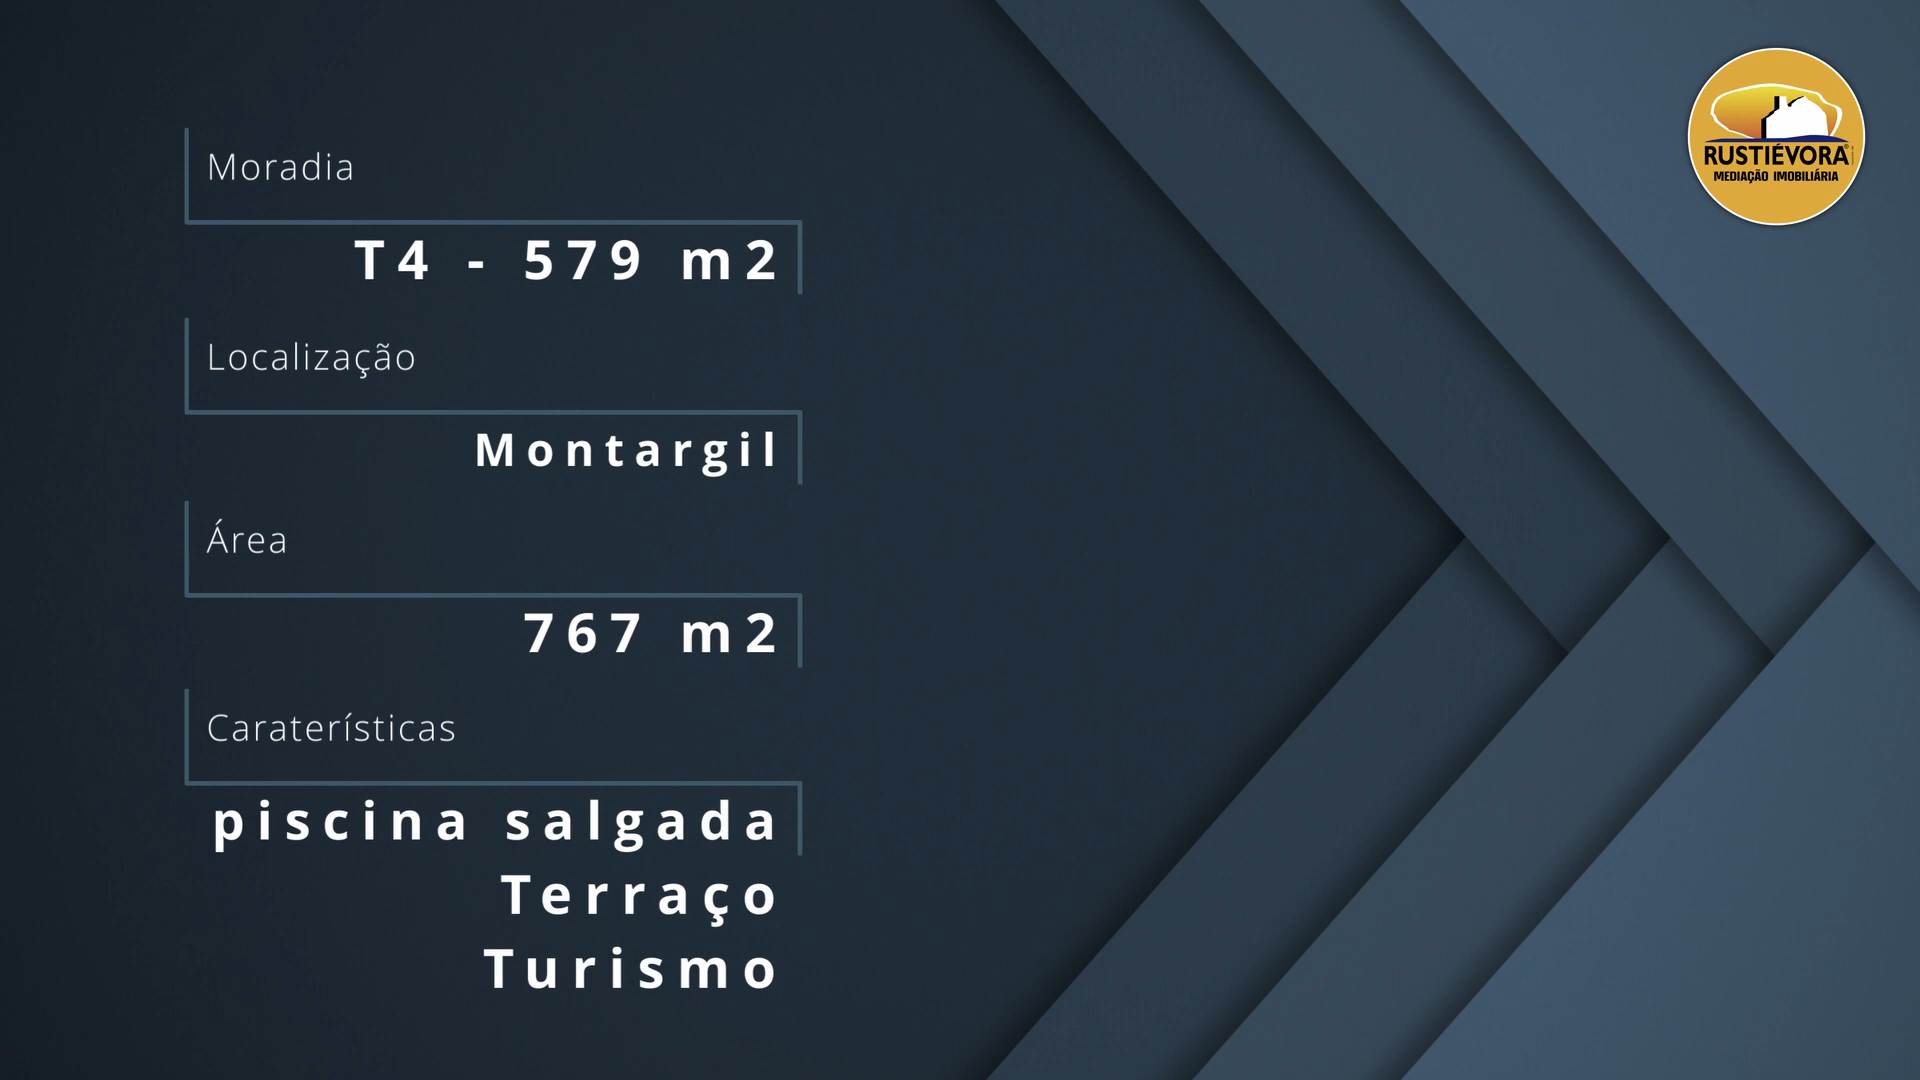 Moradia
T4 - 579 m2
Localização
Montargil
Área
767 m2
Caraterísticas
piscina salgada
Terraço
Turismo
RUSTIÉVORA
MEDIAÇÃO IMOBILIÁRIA